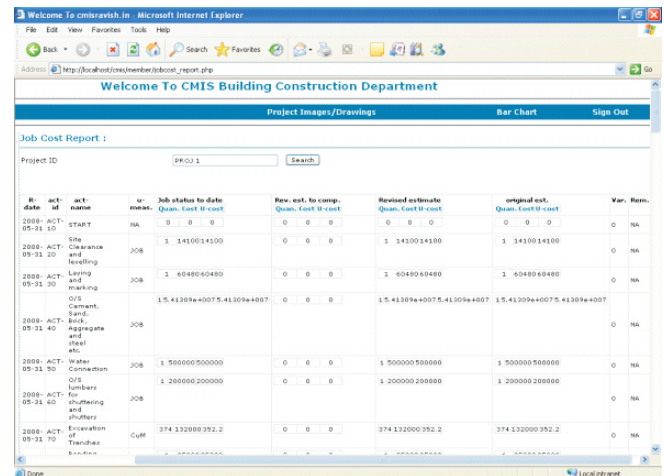 Welcome To cmisravish.in - Microsoft Internet Explorer
File Edit View Favorites Tools Help
Back Search Favorites
Address http://localhost/cmis/member/jobcost_report.php Go
Welcome To CMIS Building Construction Department
Project Images/Drawings Bar Chart Sign Out
Job Cost Report :
Project ID PROJ 1 Search
R- act- act- u- Job status to date Rev. est. to comp. Revised estimate original est. Var. Rem.
date id name meas. Quan. Cost U-cost Quan. Cost U-cost Quan. Cost U-cost Quan. Cost U-cost
2008- ACT- START NA 0 0 0 0 0 0 0 0 0 0 0 0 0 NA
05-31 10
Site
2008- ACT- Clearance JOB 1 14100 14100 0 0 0 1 14100 14100 1 14100 14100 0 NA
05-31 20 and
levelling
2008- ACT- Laying JOB 1 60480 60480 0 0 0 1 60480 60480 1 60480 60480 0 NA
05-31 30 and
marking
O/S
Cement,
Sand,
2008- ACT- Brick, JOB 1 5.41309e+007 5.41309e+007 0 0 0 1 5.41309e+007 5.41309e+007 1 5.41309e+007 5.41309e+007 0 NA
05-31 40 Aggregate
and
steel
etc.
2008- ACT- Water JOB 1 500000 500000 0 0 0 1 500000 500000 1 500000 500000 0 NA
05-31 50 Connection
O/S
lumbers
2008- ACT- for JOB 1 200000 200000 0 0 0 1 200000 200000 1 200000 200000 0 NA
05-31 60 shuttering
and
shutters
2008- ACT- Excavation CuM 374 132000 352.2 0 0 0 374 132000 352.2 374 132000 352.2 0 NA
05-31 70 of
Trenches
Done Local intranet